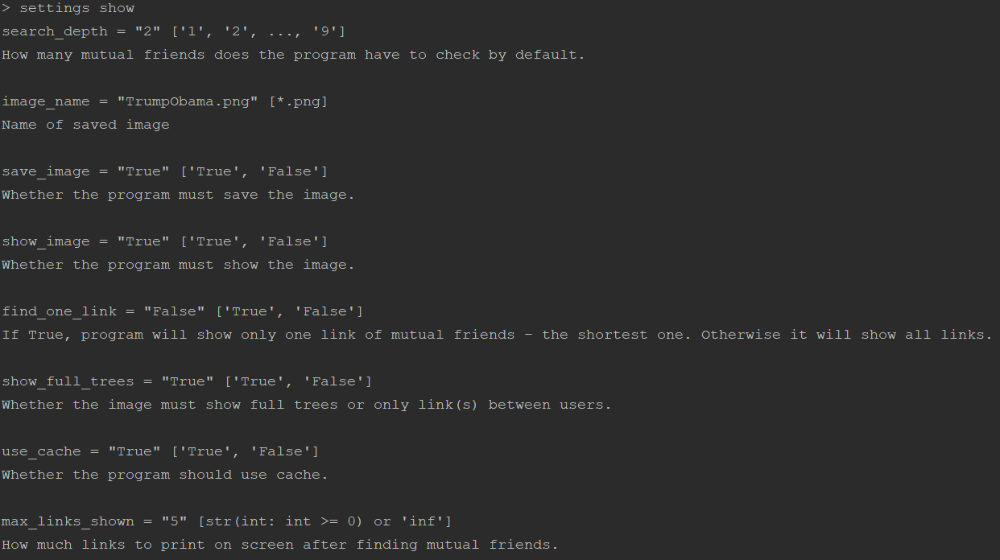 > settings show
search_depth = "2" ['1', '2', ..., '9']
How many mutual friends does the program have to check by default.
image_name = "TrumpObama.png" [*.png]
Name of saved image
save_image = "True" ['True', 'False']
Whether the program must save the image.
show_image = "True" ['True', 'False']
Whether the program must show the image.
find_one_link = "False" ['True', 'False']
If True, program will show only one link of mutual friends - the shortest one. Otherwise it will show all links.
show_full_trees = "True" ['True', 'False']
Whether the image must show full trees or only link(s) between users.
use_cache = "True" ['True', 'False']
Whether the program should use cache.
max_links_shown = "5" [str(int: int >= 0) or 'inf']
How much links to print on screen after finding mutual friends.